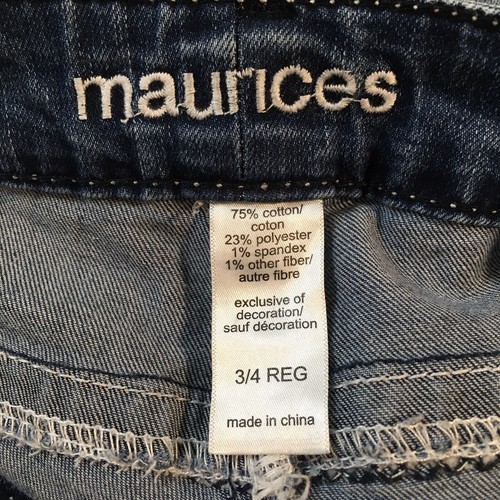 maurices
75% cotton/
coton
23% polyester
1% spandex
1% other fiber/
autre fibre
exclusive of
decoration/
sauf décoration
3/4 REG
made in china